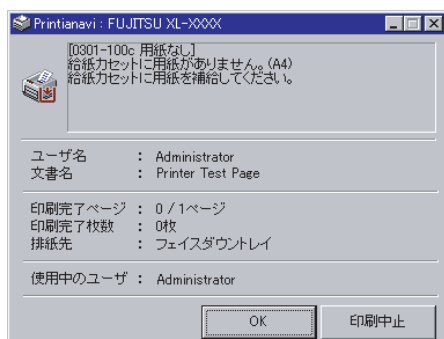 Printianavi : FUJITSU XL-XXXX
[0301-100c 用紙なし]
給紙カセットに用紙がありません。(A4)
給紙カセットに用紙を補給してください。
ユーザ名 : Administrator
文書名 : Printer Test Page
印刷完了ページ : 0 / 1ページ
印刷完了枚数 : 0枚
排紙先 : フェイスダウントレイ
使用中のユーザ : Administrator
OK 印刷中止